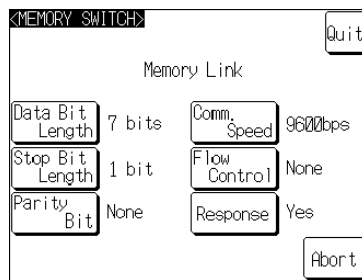 <MEMORY SWITCH>
Quit
Memory Link
Data Bit
Length
7 bits
Comm.
Speed
9600bps
Stop Bit
Length
1 bit
Flow
Control
None
Parity
Bit
None
Response
Yes
Abort